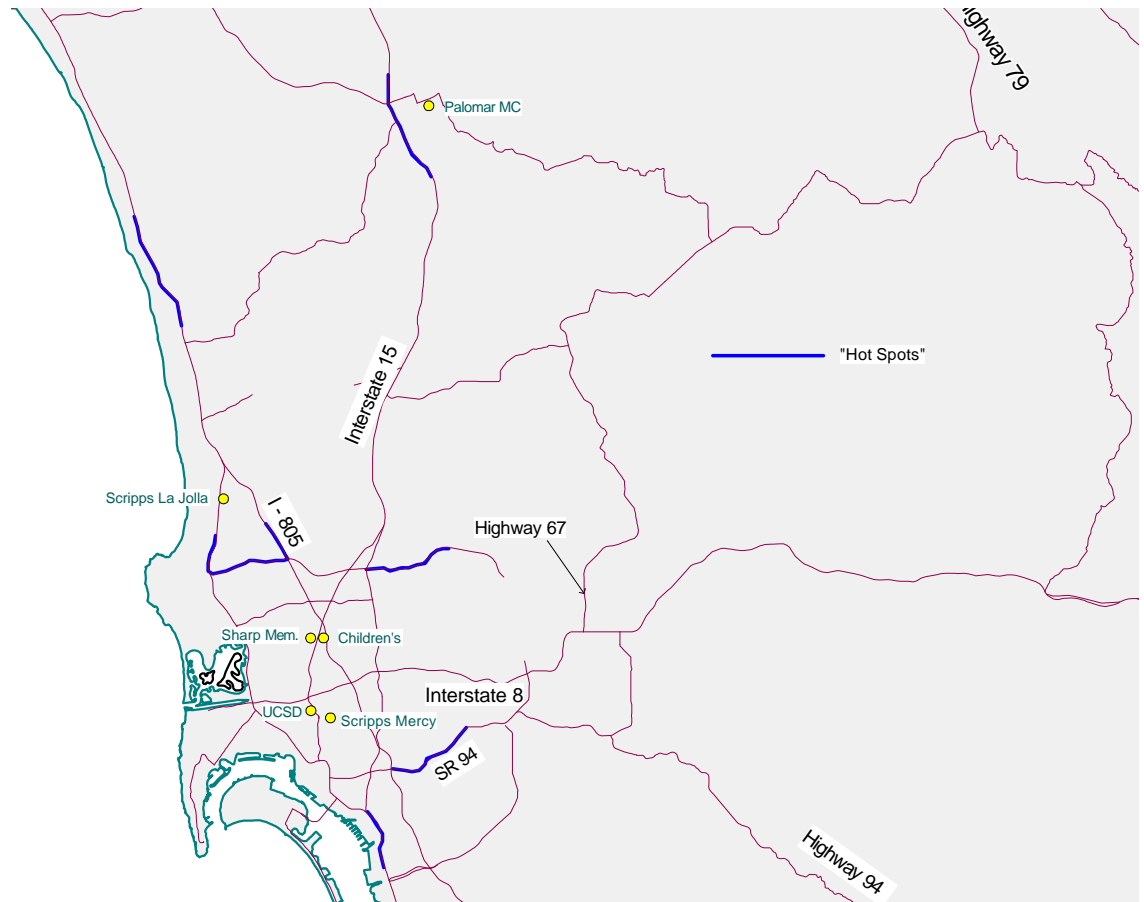 Highway 79
Palomar MC
Interstate 15
"Hot Spots"
Scripps La Jolla
I - 805
Highway 67
Sharp Mem.
Children's
Interstate 8
UCSD
Scripps Mercy
SR 94
Highway 94